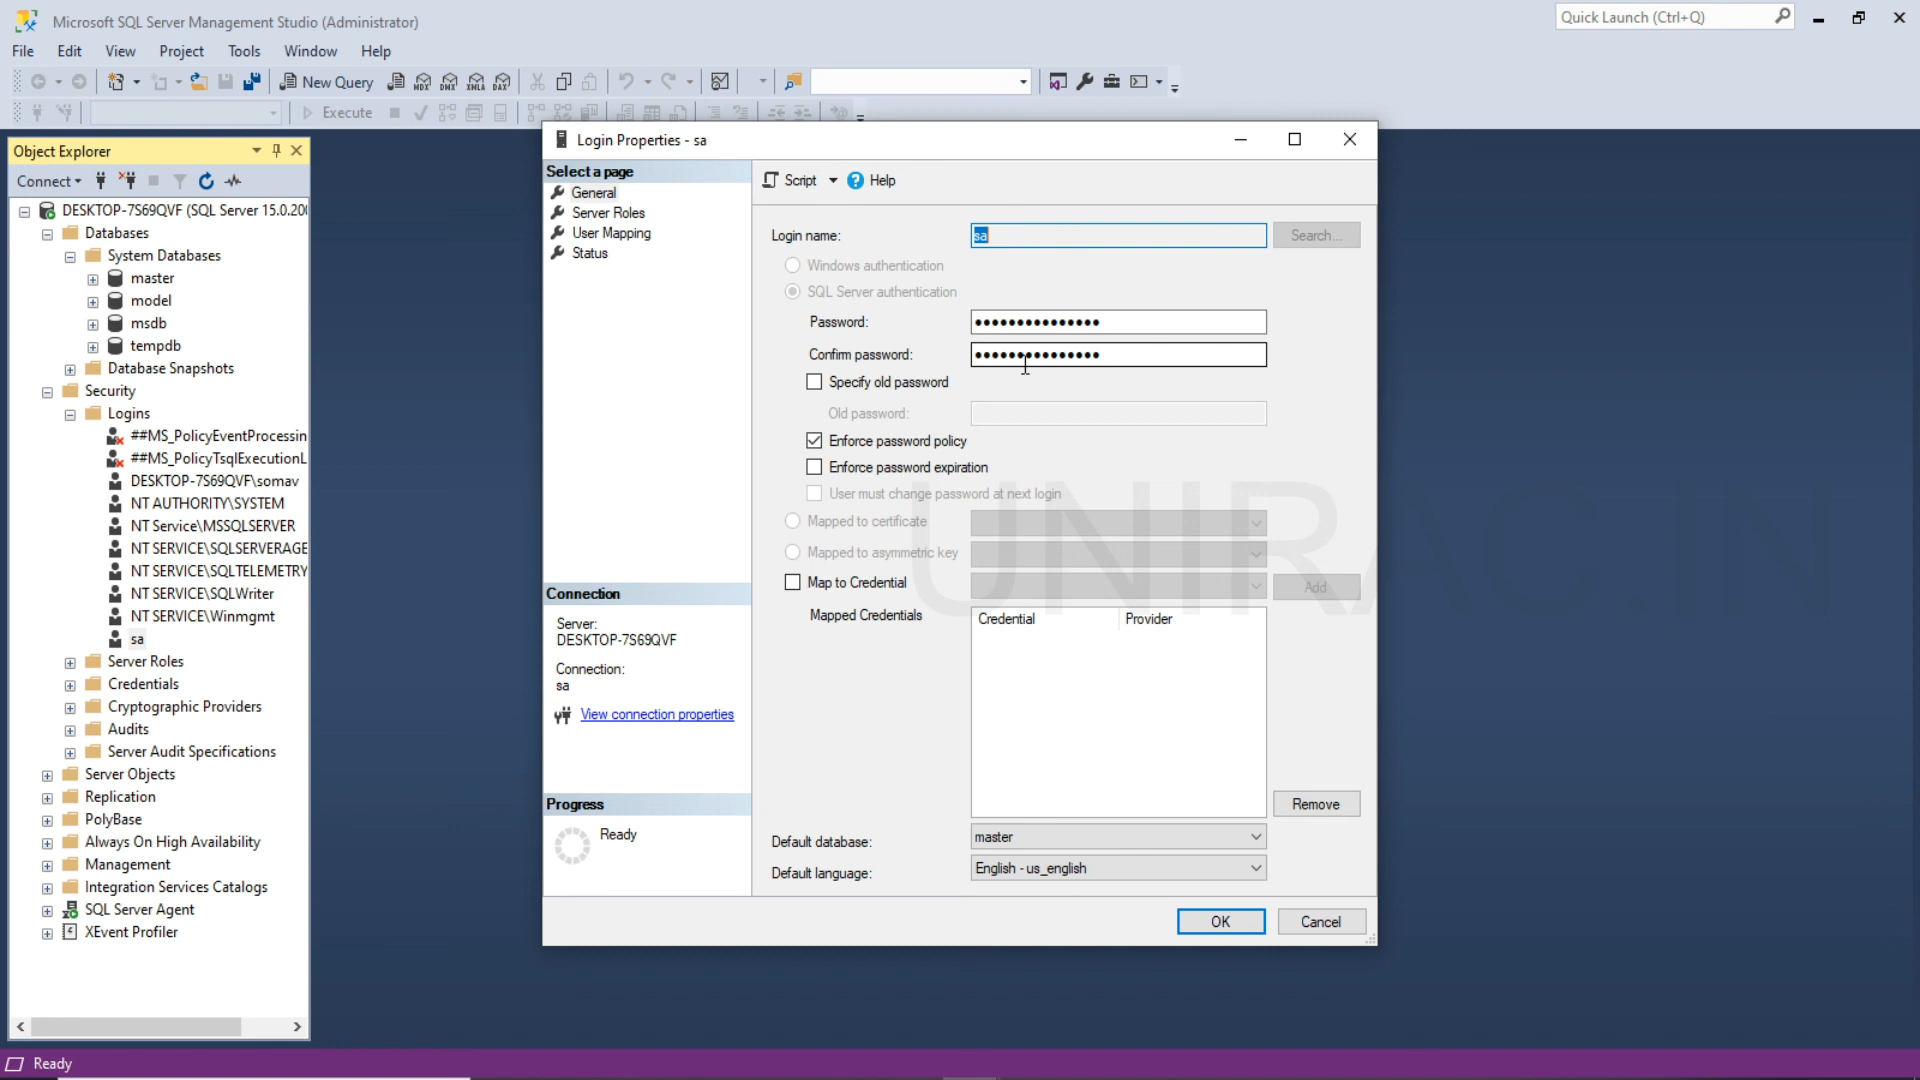 Microsoft SQL Server Management Studio (Administrator)
Quick Launch (Ctrl+Q)
File Edit View Project Tools Window Help
New Query
MDX DMX XMLA DAX
Execute
Object Explorer
Connect
DESKTOP-7S69QVF (SQL Server 15.0.200
Databases
System Databases
master
model
msdb
tempdb
Database Snapshots
Security
Logins
##MS_PolicyEventProcessin
##MS_PolicyTsqlExecutionL
DESKTOP-7S69QVF\somav
NT AUTHORITY\SYSTEM
NT Service\MSSQLSERVER
NT SERVICE\SQLSERVERAGE
NT SERVICE\SQLTELEMETRY
NT SERVICE\SQLWriter
NT SERVICE\Winmgmt
sa
Server Roles
Credentials
Cryptographic Providers
Audits
Server Audit Specifications
Server Objects
Replication
PolyBase
Always On High Availability
Management
Integration Services Catalogs
SQL Server Agent
XEvent Profiler
Login Properties - sa
Select a page
General
Server Roles
User Mapping
Status
Connection
Server:
DESKTOP-7S69QVF
Connection:
sa
View connection properties
Progress
Ready
Script Help
Login name: sa Search...
Windows authentication
SQL Server authentication
Password: •••••••••••••••
Confirm password: •••••••••••••••
Specify old password
Old password:
Enforce password policy
Enforce password expiration
User must change password at next login
Mapped to certificate
Mapped to asymmetric key
Map to Credential Add
Mapped Credentials Credential Provider
Remove
Default database: master
Default language: English - us_english
OK Cancel
Ready